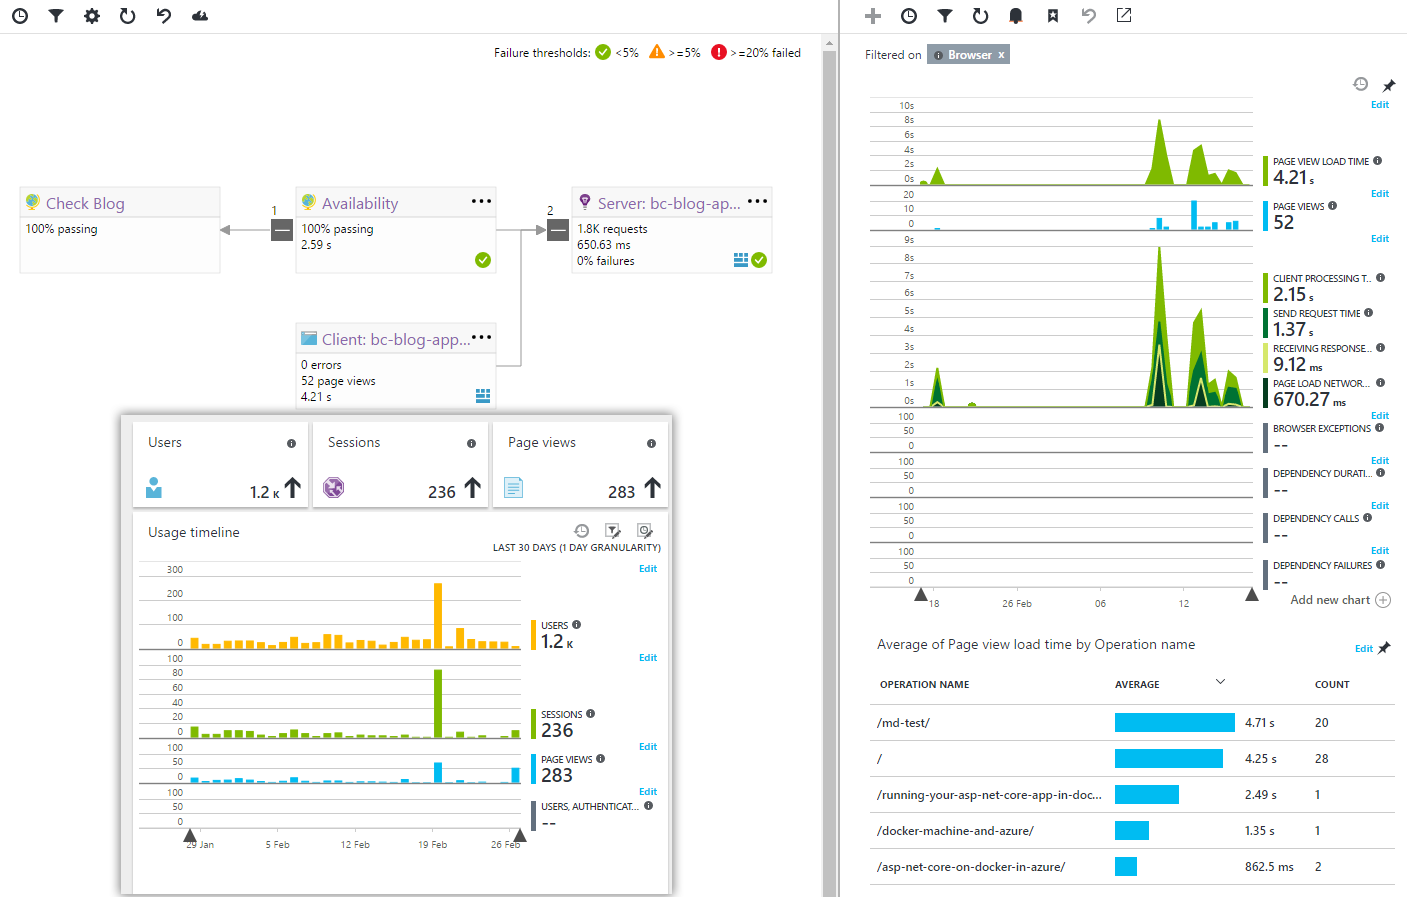 Failure thresholds: <5% >=5% >=20% failed
1
Check Blog
100% passing
Availability
100% passing
2.59 s
2
Server: bc-blog-ap...
1.8K requests
650.63 ms
0% failures
Client: bc-blog-app...
0 errors
52 page views
4.21 s
Users
1.2 K
Sessions
236
Page views
283
Usage timeline
LAST 30 DAYS (1 DAY GRANULARITY)
Edit
300
200
100
0
USERS
1.2 K
Edit
100
80
60
40
20
0
SESSIONS
236
Edit
100
50
0
PAGE VIEWS
283
Edit
100
50
0
USERS, AUTHENTICAT...
--
29 Jan 5 Feb 12 Feb 19 Feb 26 Feb
Filtered on Browser x
Edit
10s
8s
6s
4s
2s
0s
PAGE VIEW LOAD TIME
4.21 s
Edit
20
10
0
PAGE VIEWS
52
Edit
9s
8s
7s
6s
5s
4s
3s
2s
1s
0s
CLIENT PROCESSING T...
2.15 s
SEND REQUEST TIME
1.37 s
RECEIVING RESPONSE...
9.12 ms
PAGE LOAD NETWOR...
670.27 ms
Edit
100
50
0
BROWSER EXCEPTIONS
--
Edit
100
50
0
DEPENDENCY DURATI...
--
Edit
100
50
0
DEPENDENCY CALLS
--
Edit
100
50
0
DEPENDENCY FAILURES
--
18 26 Feb 06 12
Add new chart
Average of Page view load time by Operation name
Edit
OPERATION NAME AVERAGE COUNT
/md-test/ 4.71 s 20
/ 4.25 s 28
/running-your-asp-net-core-app-in-doc... 2.49 s 1
/docker-machine-and-azure/ 1.35 s 1
/asp-net-core-on-docker-in-azure/ 862.5 ms 2